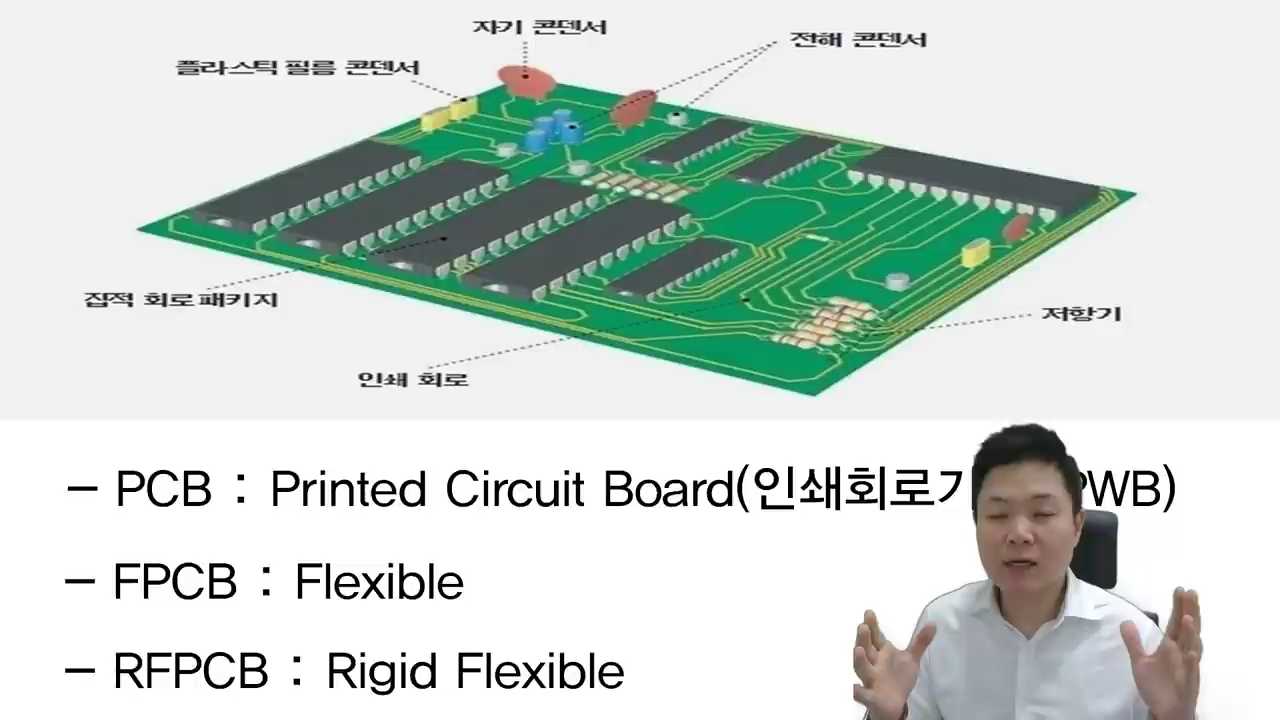 자기 콘덴서
전해 콘덴서
플라스틱 필름 콘덴서
집적 회로 패키지
저항기
인쇄 회로
– PCB : Printed Circuit Board(인쇄회로기 PWB)
– FPCB : Flexible
– RFPCB : Rigid Flexible